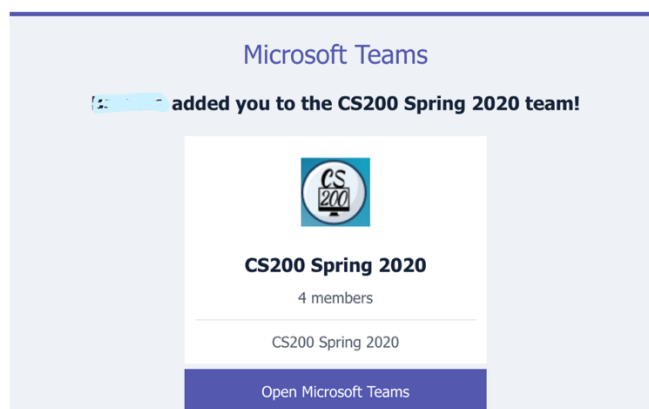 Microsoft Teams
added you to the CS200 Spring 2020 team!
CS
200
CS200 Spring 2020
4 members
CS200 Spring 2020
Open Microsoft Teams